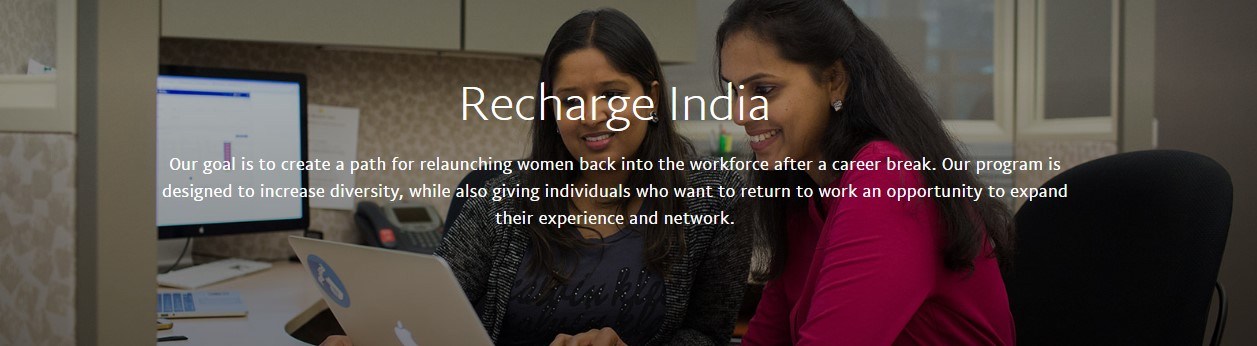 Recharge India
Our goal is to create a path for relaunching women back into the workforce after a career break. Our program is
designed to increase diversity, while also giving individuals who want to return to work an opportunity to expand
their experience and network.